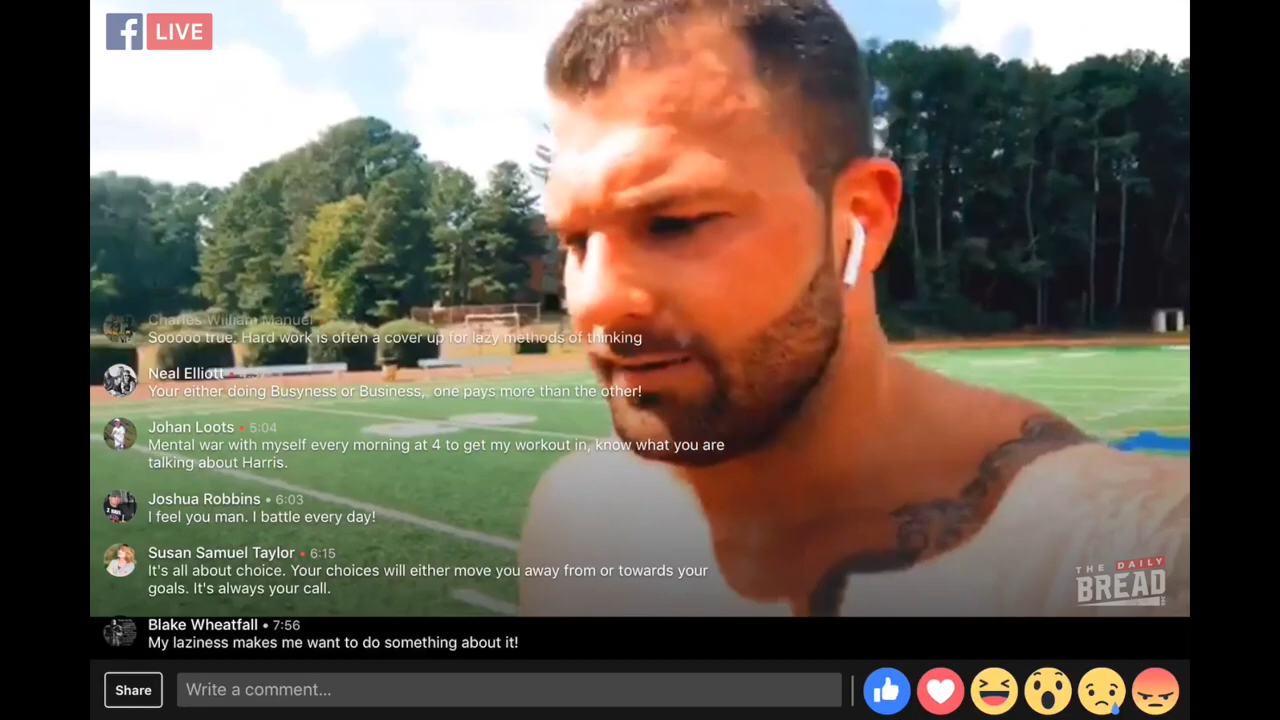 f LIVE
Charles William Manuel
Sooooo true. Hard work is often a cover up for lazy methods of thinking
Neal Elliott
Your either doing Busyness or Business, one pays more than the other!
Johan Loots • 5:04
Mental war with myself every morning at 4 to get my workout in, know what you are
talking about Harris.
Joshua Robbins • 6:03
I feel you man. I battle every day!
Susan Samuel Taylor • 6:15
It's all about choice. Your choices will either move you away from or towards your
goals. It's always your call.
THE DAILY
BREAD
Blake Wheatfall • 7:56
My laziness makes me want to do something about it!
Share
Write a comment...